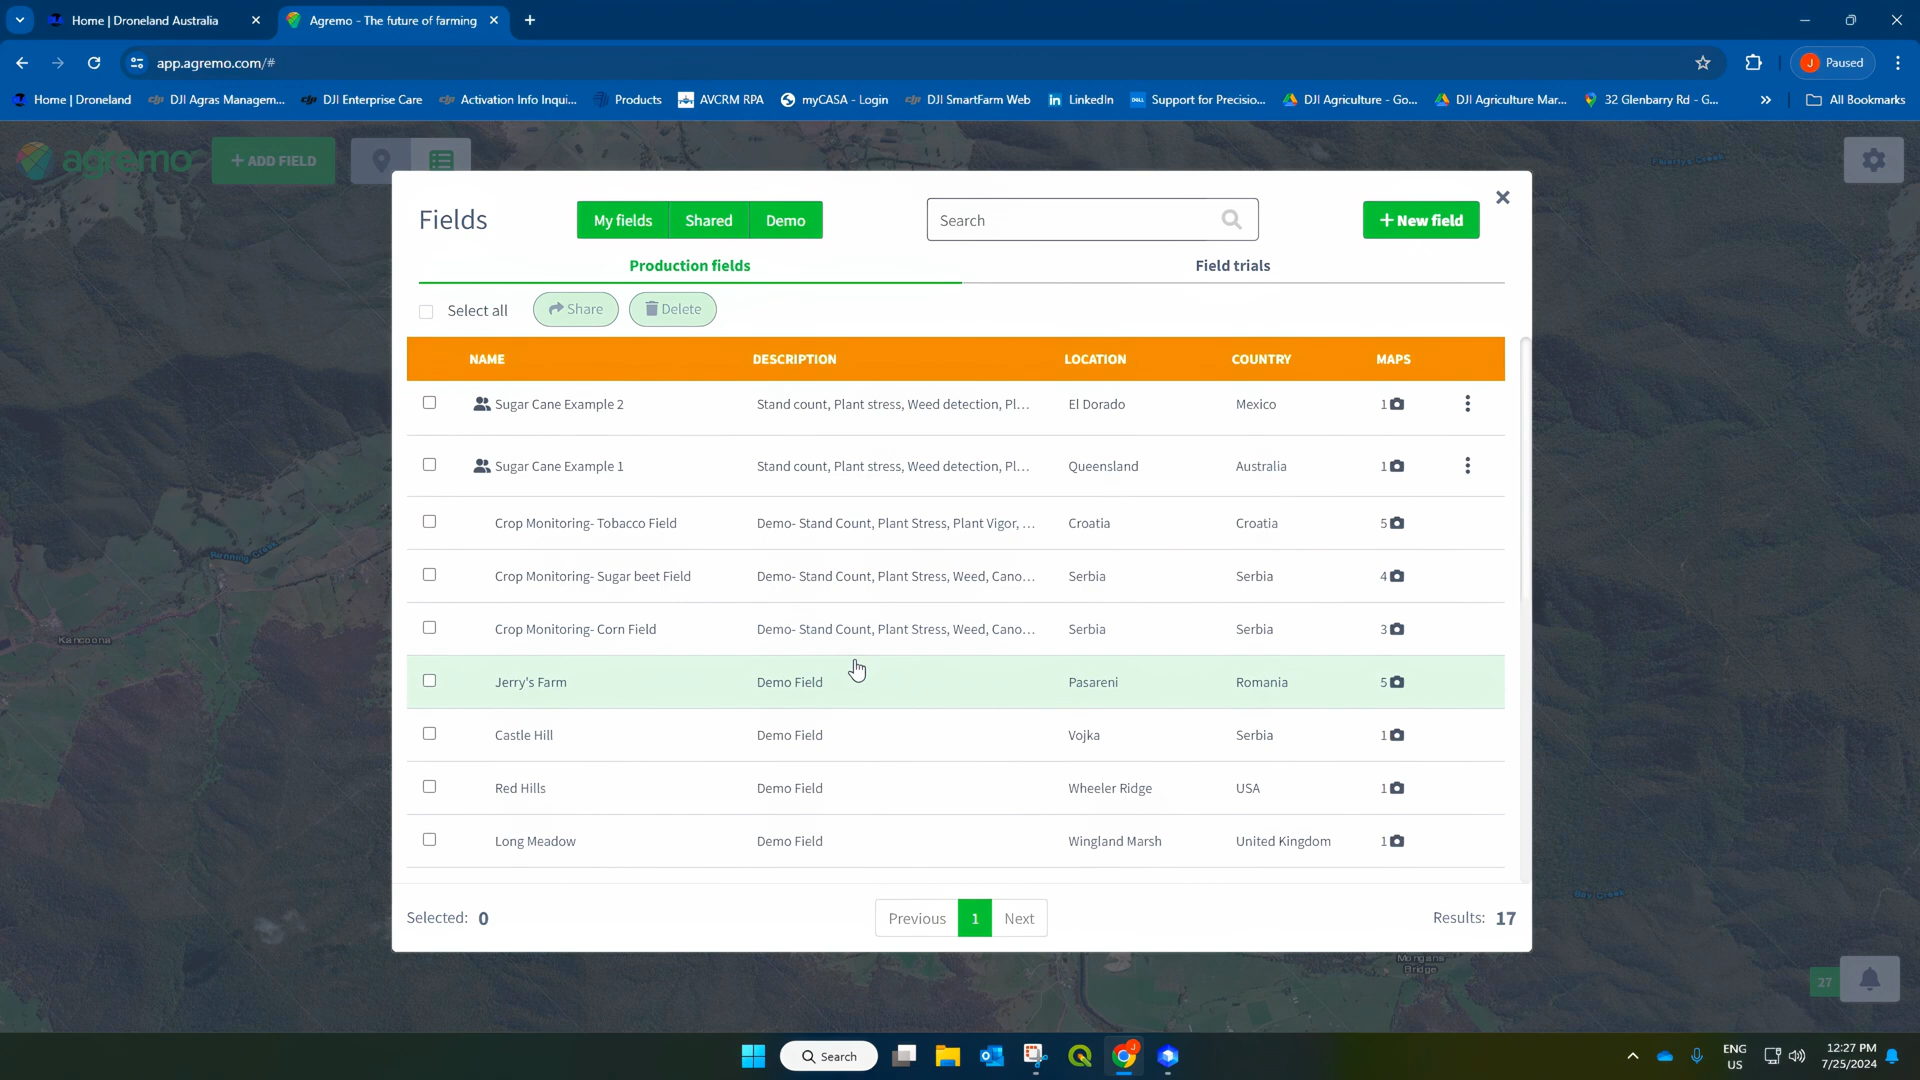 Home | Droneland Australia
Agremo - The future of farming
app.agremo.com/#
J Paused
Home | Droneland
DJI Agras Managem...
DJI Enterprise Care
Activation Info Inqui...
Products
AVCRM RPA
myCASA - Login
DJI SmartFarm Web
LinkedIn
Support for Precisio...
DJI Agriculture - Go...
DJI Agriculture Mar...
32 Glenbarry Rd - G...
All Bookmarks
agremo
+ ADD FIELD
Fields
My fields
Shared
Demo
Search
+ New field
Production fields
Field trials
Select all
Share
Delete
NAME DESCRIPTION LOCATION COUNTRY MAPS
Sugar Cane Example 2 Stand count, Plant stress, Weed detection, Pl... El Dorado Mexico 1
Sugar Cane Example 1 Stand count, Plant stress, Weed detection, Pl... Queensland Australia 1
Crop Monitoring- Tobacco Field Demo- Stand Count, Plant Stress, Plant Vigor, ... Croatia Croatia 5
Crop Monitoring- Sugar beet Field Demo- Stand Count, Plant Stress, Weed, Cano... Serbia Serbia 4
Crop Monitoring- Corn Field Demo- Stand Count, Plant Stress, Weed, Cano... Serbia Serbia 3
Jerry's Farm Demo Field Pasareni Romania 5
Castle Hill Demo Field Vojka Serbia 1
Red Hills Demo Field Wheeler Ridge USA 1
Long Meadow Demo Field Wingland Marsh United Kingdom 1
Selected: 0
Previous 1 Next
Results: 17
Running Creek
Kancoona
Mongans
Bridge
27
Search
ENG
US
12:27 PM
7/25/2024